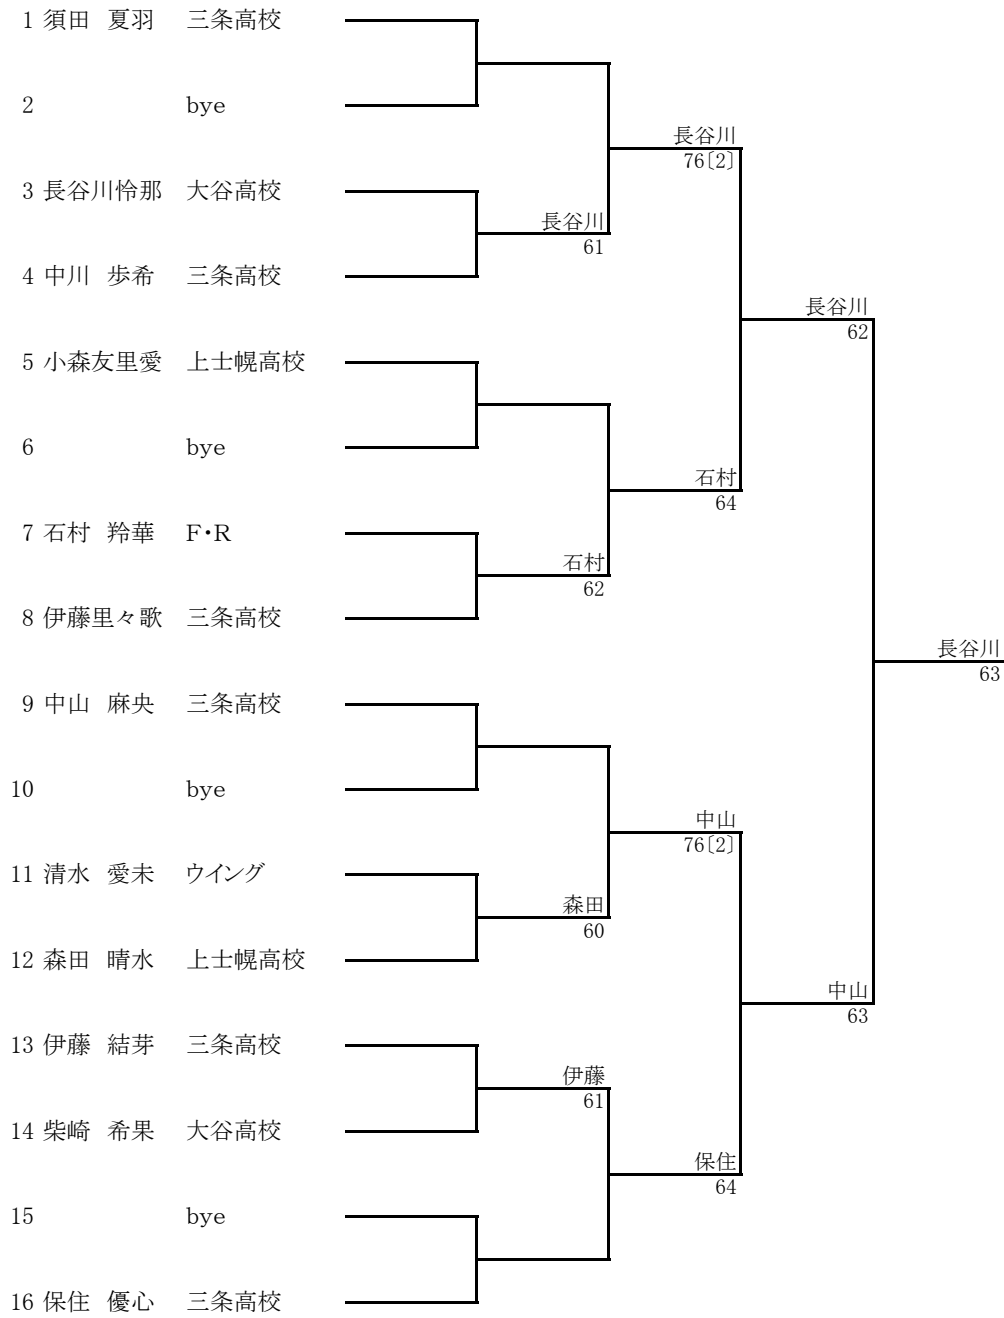 1 須田 夏羽 三条高校
2 bye
長谷川
76〔2〕
3 長谷川怜那 大谷高校
長谷川
61
4 中川 歩希 三条高校
長谷川
62
5 小森友里愛 上士幌高校
6 bye
石村
64
7 石村 羚華 F・R
石村
62
8 伊藤里々歌 三条高校
長谷川
63
9 中山 麻央 三条高校
10 bye
中山
76〔2〕
11 清水 愛未 ウイング
森田
60
12 森田 晴水 上士幌高校
中山
63
13 伊藤 結芽 三条高校
伊藤
61
14 柴崎 希果 大谷高校
保住
64
15 bye
16 保住 優心 三条高校